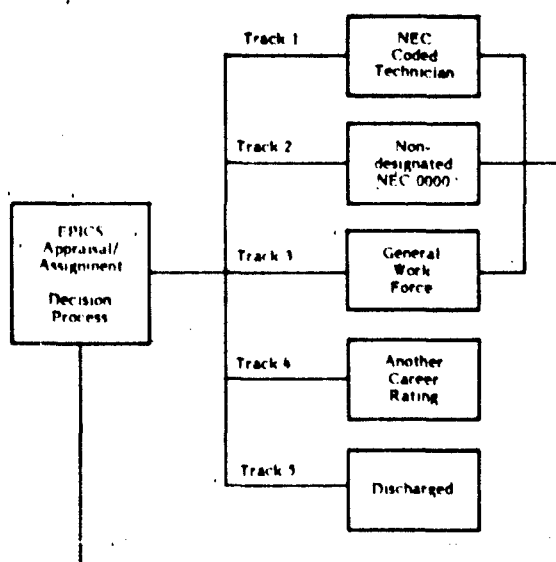 Track 1
NEC
Coded
Technician
Track 2
Non-
designated
NEC 0000
EPICS
Appraisal/
Assignment
Decision
Process
Track 3
General
Work
Force
Track 4
Another
Career
Rating
Track 5
Discharged